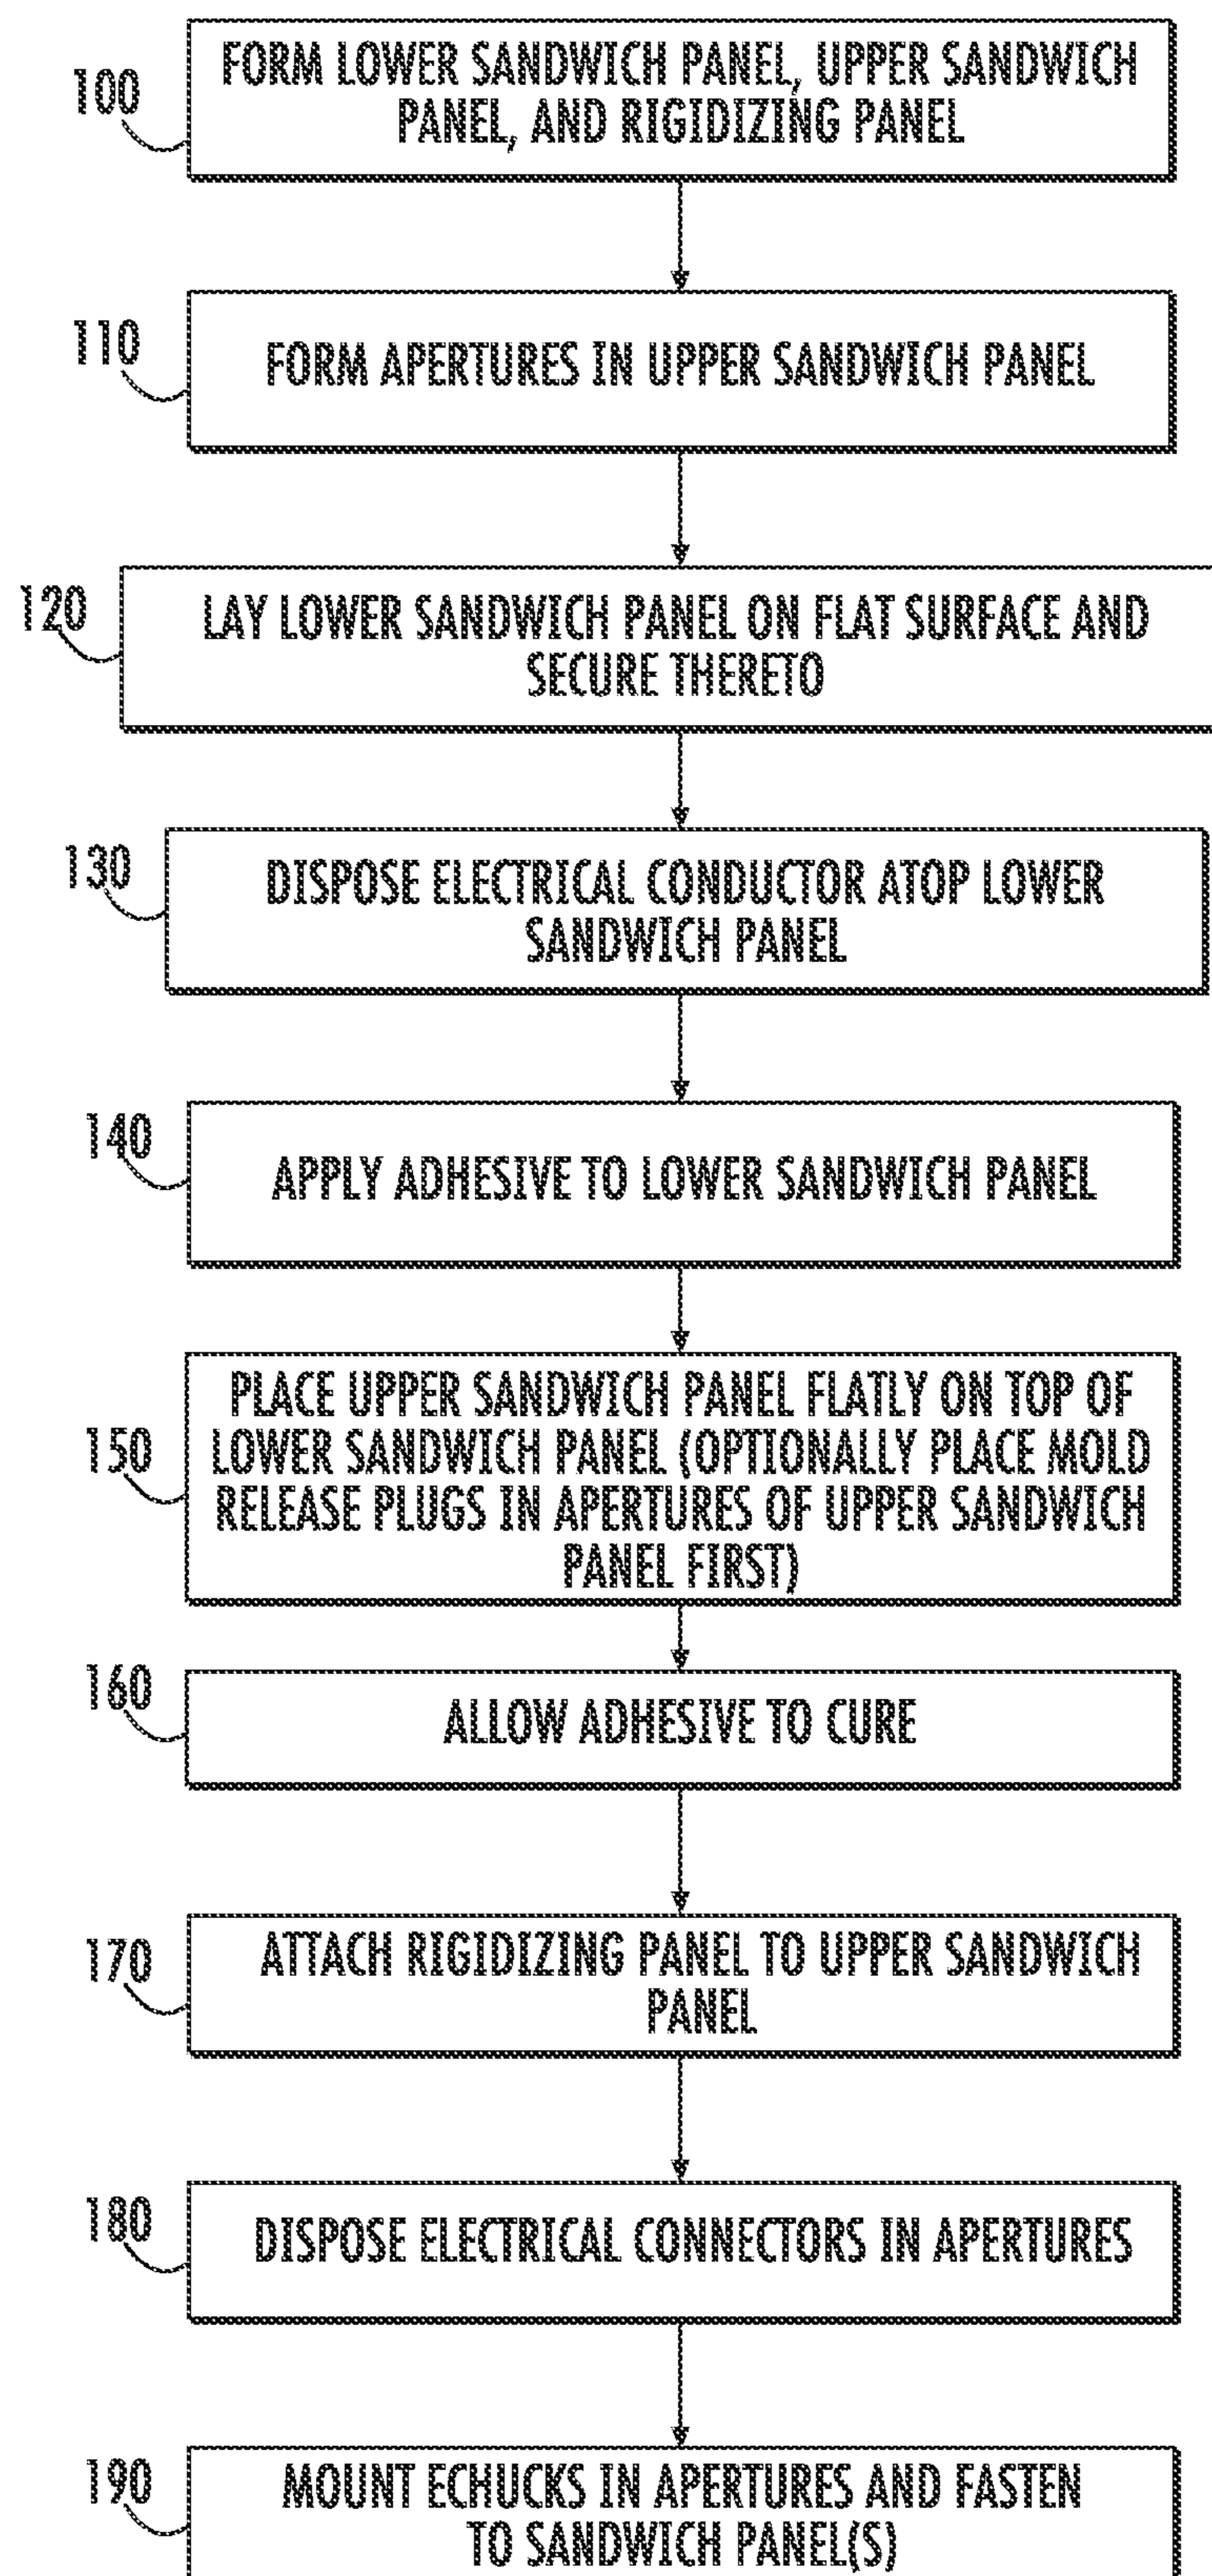 100
FORM LOWER SANDWICH PANEL, UPPER SANDWICH
PANEL, AND RIGIDIZING PANEL
110
FORM APERTURES IN UPPER SANDWICH PANEL
120
LAY LOWER SANDWICH PANEL ON FLAT SURFACE AND
SECURE THERETO
130
DISPOSE ELECTRICAL CONDUCTOR ATOP LOWER
SANDWICH PANEL
140
APPLY ADHESIVE TO LOWER SANDWICH PANEL
150
PLACE UPPER SANDWICH PANEL FLATLY ON TOP OF
LOWER SANDWICH PANEL (OPTIONALLY PLACE MOLD
RELEASE PLUGS IN APERTURES OF UPPER SANDWICH
PANEL FIRST)
160
ALLOW ADHESIVE TO CURE
170
ATTACH RIGIDIZING PANEL TO UPPER SANDWICH
PANEL
180
DISPOSE ELECTRICAL CONNECTORS IN APERTURES
190
MOUNT ECHUCKS IN APERTURES AND FASTEN
TO SANDWICH PANEL(S)